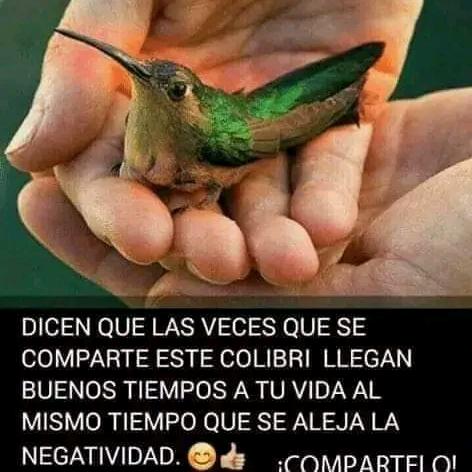 DICEN QUE LAS VECES QUE SE
COMPARTE ESTE COLIBRI LLEGAN
BUENOS TIEMPOS A TU VIDA AL
MISMO TIEMPO QUE SE ALEJA LA
NEGATIVIDAD. 😊👍
¡COMPARTELO!